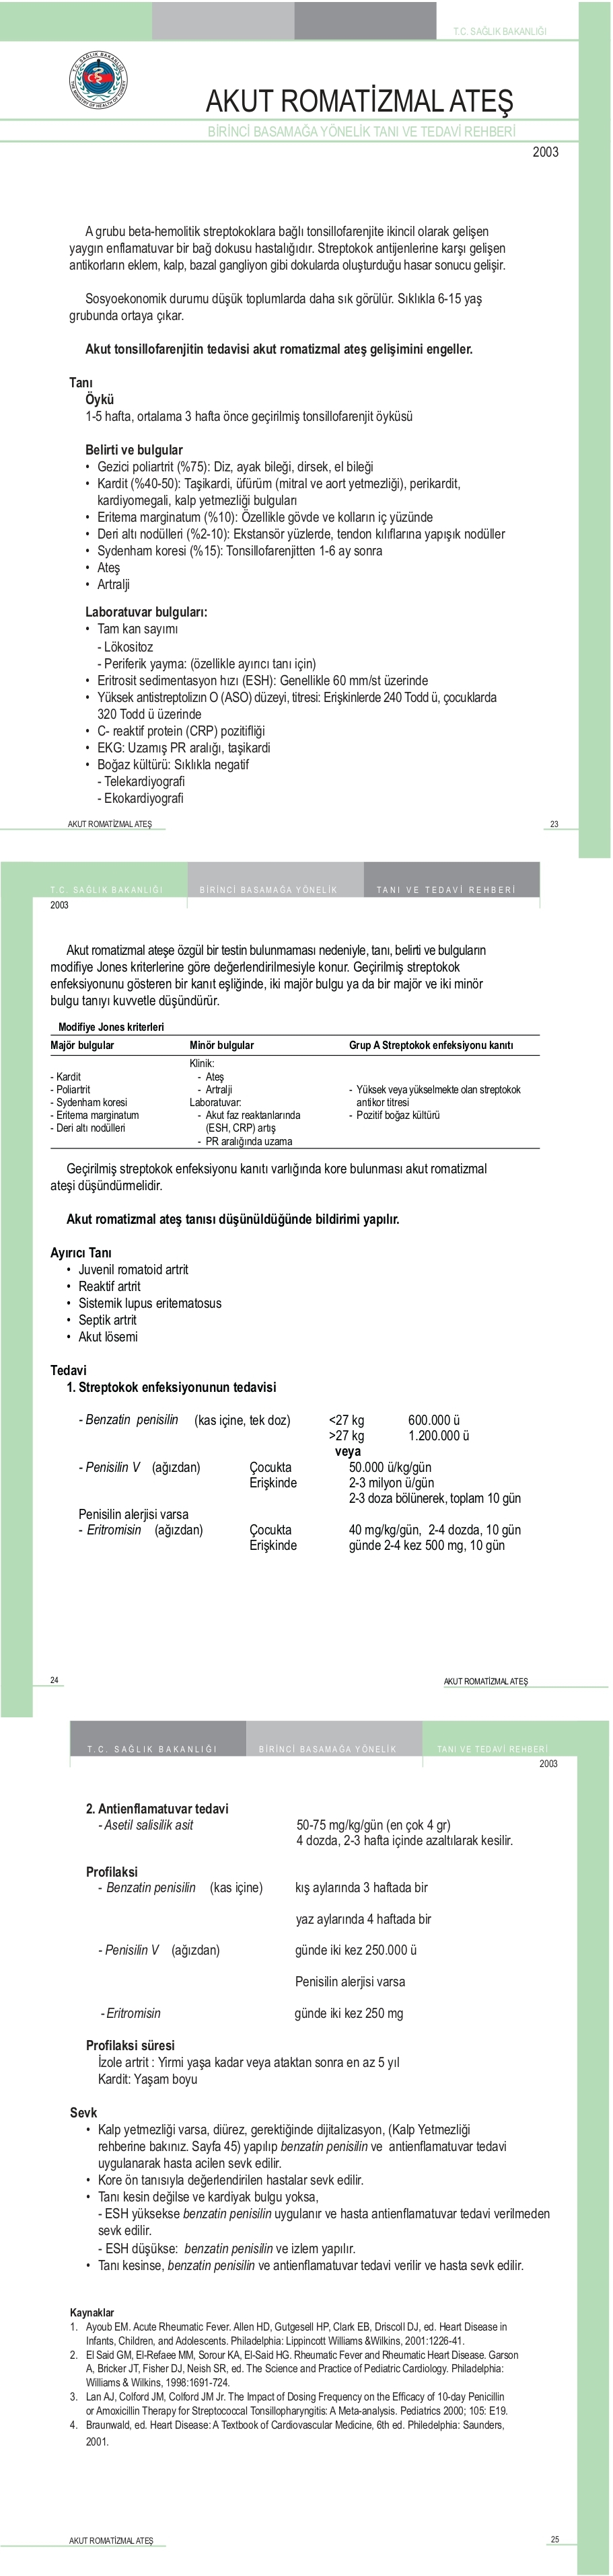 T.C. SAĞLIK BAKANLIĞI
AKUT ROMATİZMAL ATEŞ
BİRİNCİ BASAMAĞA YÖNELİK TANI VE TEDAVİ REHBERİ
2003
A grubu beta-hemolitik streptokoklara bağlı tonsillofarenjite ikincil olarak gelişen
yaygın enflamatuvar bir bağ dokusu hastalığıdır. Streptokok antijenlerine karşı gelişen
antikorların eklem, kalp, bazal gangliyon gibi dokularda oluşturduğu hasar sonucu gelişir.
Sosyoekonomik durumu düşük toplumlarda daha sık görülür. Sıklıkla 6-15 yaş
grubunda ortaya çıkar.
Akut tonsillofarenjitin tedavisi akut romatizmal ateş gelişimini engeller.
Tanı
Öykü
1-5 hafta, ortalama 3 hafta önce geçirilmiş tonsillofarenjit öyküsü
Belirti ve bulgular
• Gezici poliartrit (%75): Diz, ayak bileği, dirsek, el bileği
• Kardit (%40-50): Taşikardi, üfürüm (mitral ve aort yetmezliği), perikardit,
kardiyomegali, kalp yetmezliği bulguları
• Eritema marginatum (%10): Özellikle gövde ve kolların iç yüzünde
• Deri altı nodülleri (%2-10): Ekstansör yüzlerde, tendon kılıflarına yapışık nodüller
• Sydenham koresi (%15): Tonsillofarenjitten 1-6 ay sonra
• Ateş
• Artralji
Laboratuvar bulguları:
• Tam kan sayımı
- Lökositoz
- Periferik yayma: (özellikle ayırıcı tanı için)
• Eritrosit sedimentasyon hızı (ESH): Genellikle 60 mm/st üzerinde
• Yüksek antistreptolizın O (ASO) düzeyi, titresi: Erişkinlerde 240 Todd ü, çocuklarda
320 Todd ü üzerinde
• C- reaktif protein (CRP) pozitifliği
• EKG: Uzamış PR aralığı, taşikardi
• Boğaz kültürü: Sıklıkla negatif
- Telekardiyografi
- Ekokardiyografi
AKUT ROMATİZMAL ATEŞ 23
T.C. SAĞLIK BAKANLIĞI BİRİNCİ BASAMAĞA YÖNELİK TANI VE TEDAVİ REHBERİ
2003
Akut romatizmal ateşe özgül bir testin bulunmaması nedeniyle, tanı, belirti ve bulguların
modifiye Jones kriterlerine göre değerlendirilmesiyle konur. Geçirilmiş streptokok
enfeksiyonunu gösteren bir kanıt eşliğinde, iki majör bulgu ya da bir majör ve iki minör
bulgu tanıyı kuvvetle düşündürür.
Modifiye Jones kriterleri
Majör bulgular Minör bulgular Grup A Streptokok enfeksiyonu kanıtı
Klinik:
- Kardit - Ateş
- Poliartrit - Artralji - Yüksek veya yükselmekte olan streptokok
- Sydenham koresi Laboratuvar: antikor titresi
- Eritema marginatum - Akut faz reaktanlarında - Pozitif boğaz kültürü
- Deri altı nodülleri (ESH, CRP) artış
- PR aralığında uzama
Geçirilmiş streptokok enfeksiyonu kanıtı varlığında kore bulunması akut romatizmal
ateşi düşündürmelidir.
Akut romatizmal ateş tanısı düşünüldüğünde bildirimi yapılır.
Ayırıcı Tanı
• Juvenil romatoid artrit
• Reaktif artrit
• Sistemik lupus eritematosus
• Septik artrit
• Akut lösemi
Tedavi
1. Streptokok enfeksiyonunun tedavisi
- Benzatin penisilin (kas içine, tek doz) <27 kg 600.000 ü
>27 kg 1.200.000 ü
veya
- Penisilin V (ağızdan) Çocukta 50.000 ü/kg/gün
Erişkinde 2-3 milyon ü/gün
2-3 doza bölünerek, toplam 10 gün
Penisilin alerjisi varsa
- Eritromisin (ağızdan) Çocukta 40 mg/kg/gün, 2-4 dozda, 10 gün
Erişkinde günde 2-4 kez 500 mg, 10 gün
24 AKUT ROMATİZMAL ATEŞ
T.C. SAĞLIK BAKANLIĞI BİRİNCİ BASAMAĞA YÖNELİK TANI VE TEDAVİ REHBERİ
2003
2. Antienflamatuvar tedavi
- Asetil salisilik asit 50-75 mg/kg/gün (en çok 4 gr)
4 dozda, 2-3 hafta içinde azaltılarak kesilir.
Profilaksi
- Benzatin penisilin (kas içine) kış aylarında 3 haftada bir
yaz aylarında 4 haftada bir
- Penisilin V (ağızdan) günde iki kez 250.000 ü
Penisilin alerjisi varsa
- Eritromisin günde iki kez 250 mg
Profilaksi süresi
İzole artrit : Yirmi yaşa kadar veya ataktan sonra en az 5 yıl
Kardit: Yaşam boyu
Sevk
• Kalp yetmezliği varsa, diürez, gerektiğinde dijitalizasyon, (Kalp Yetmezliği
rehberine bakınız. Sayfa 45) yapılıp benzatin penisilin ve antienflamatuvar tedavi
uygulanarak hasta acilen sevk edilir.
• Kore ön tanısıyla değerlendirilen hastalar sevk edilir.
• Tanı kesin değilse ve kardiyak bulgu yoksa,
- ESH yüksekse benzatin penisilin uygulanır ve hasta antienflamatuvar tedavi verilmeden
sevk edilir.
- ESH düşükse: benzatin penisilin ve izlem yapılır.
• Tanı kesinse, benzatin penisilin ve antienflamatuvar tedavi verilir ve hasta sevk edilir.
Kaynaklar
1. Ayoub EM. Acute Rheumatic Fever. Allen HD, Gutgesell HP, Clark EB, Driscoll DJ, ed. Heart Disease in
Infants, Children, and Adolescents. Philadelphia: Lippincott Williams &Wilkins, 2001:1226-41.
2. El Said GM, El-Refaee MM, Sorour KA, El-Said HG. Rheumatic Fever and Rheumatic Heart Disease. Garson
A, Bricker JT, Fisher DJ, Neish SR, ed. The Science and Practice of Pediatric Cardiology. Philadelphia:
Williams & Wilkins, 1998:1691-724.
3. Lan AJ, Colford JM, Colford JM Jr. The Impact of Dosing Frequency on the Efficacy of 10-day Penicillin
or Amoxicillin Therapy for Streptococcal Tonsillopharyngitis: A Meta-analysis. Pediatrics 2000; 105: E19.
4. Braunwald, ed. Heart Disease: A Textbook of Cardiovascular Medicine, 6th ed. Philedelphia: Saunders,
2001.
AKUT ROMATİZMAL ATEŞ 25